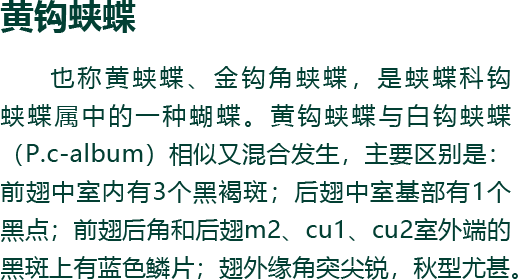 黄钩蛱蝶
也称黄蛱蝶、金钩角蛱蝶，是蛱蝶科钩
蛱蝶属中的一种蝴蝶。黄钩蛱蝶与白钩蛱蝶
（P.c-album）相似又混合发生，主要区别是：
前翅中室内有3个黑褐斑；后翅中室基部有1个
黑点；前翅后角和后翅m2、cu1、cu2室外端的
黑斑上有蓝色鳞片；翅外缘角突尖锐，秋型尤甚。